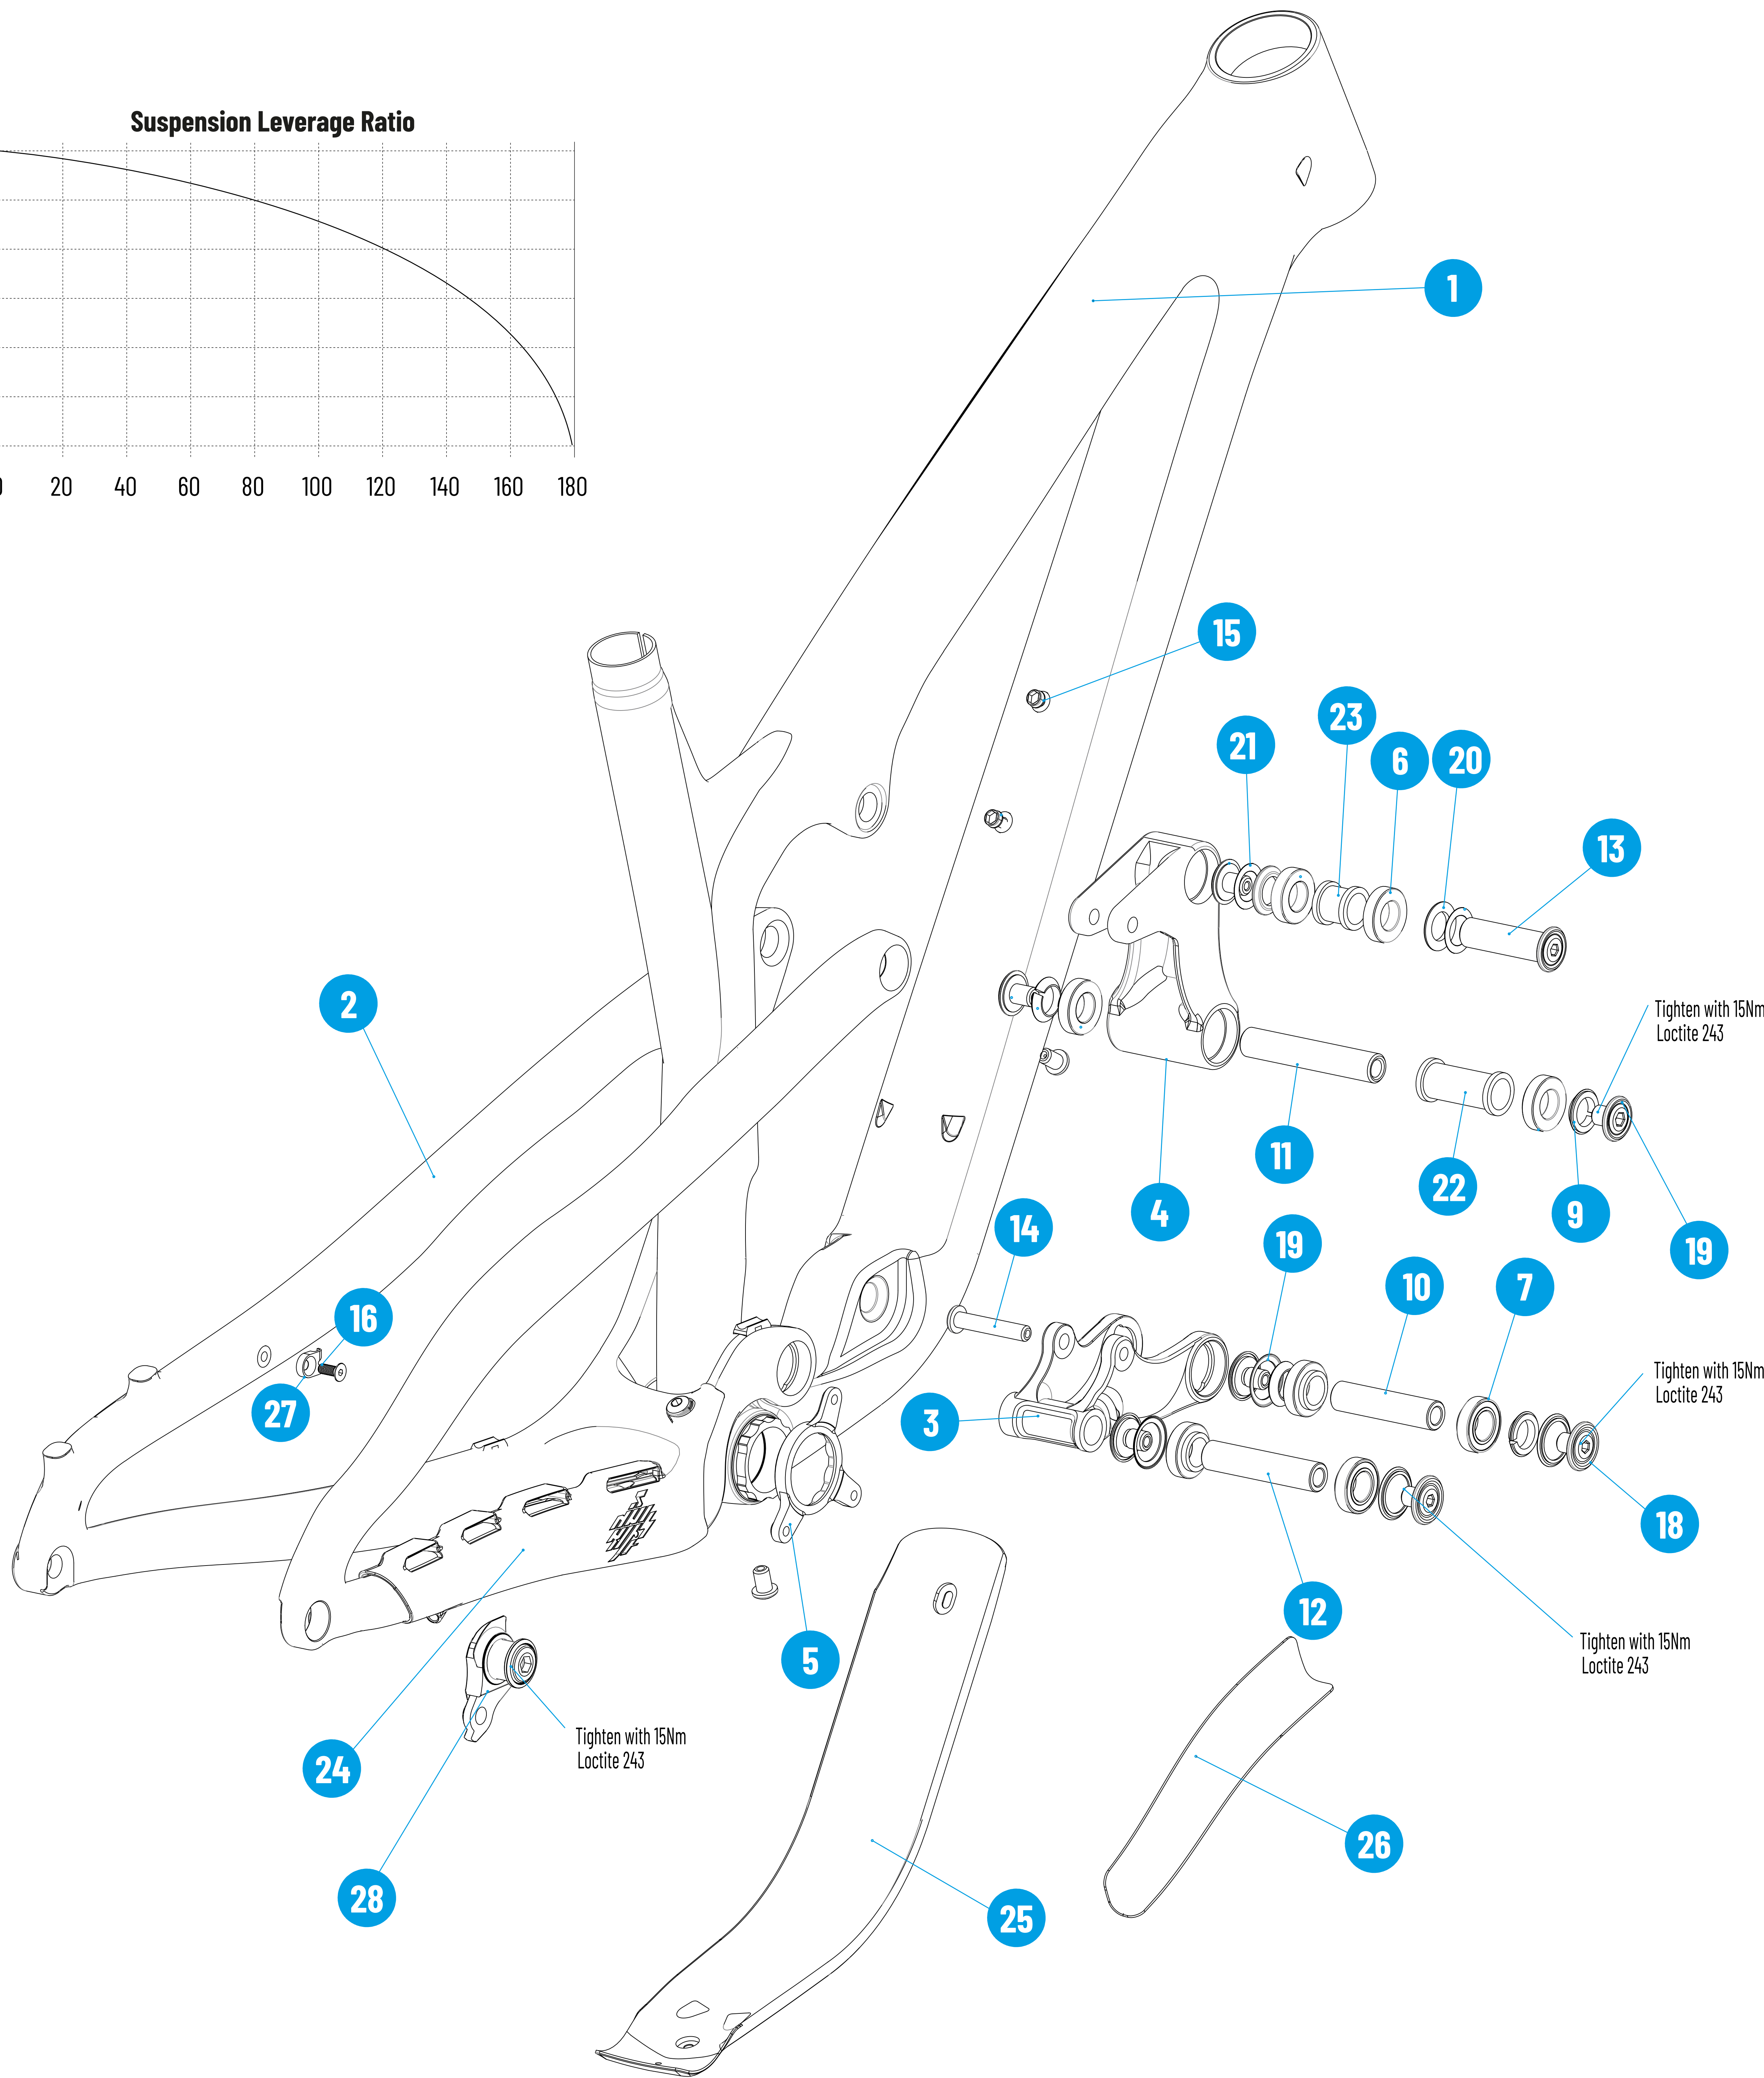 Suspension Leverage Ratio
20 40 60 80 100 120 140 160 180
1
15
21
23
6
20
13
2
Tighten with 15Nm
Loctite 243
11
4
22
9
19
14
19
10
7
16
27
3
Tighten with 15Nm
Loctite 243
18
12
5
Tighten with 15Nm
Loctite 243
24
Tighten with 15Nm
Loctite 243
28
25
26